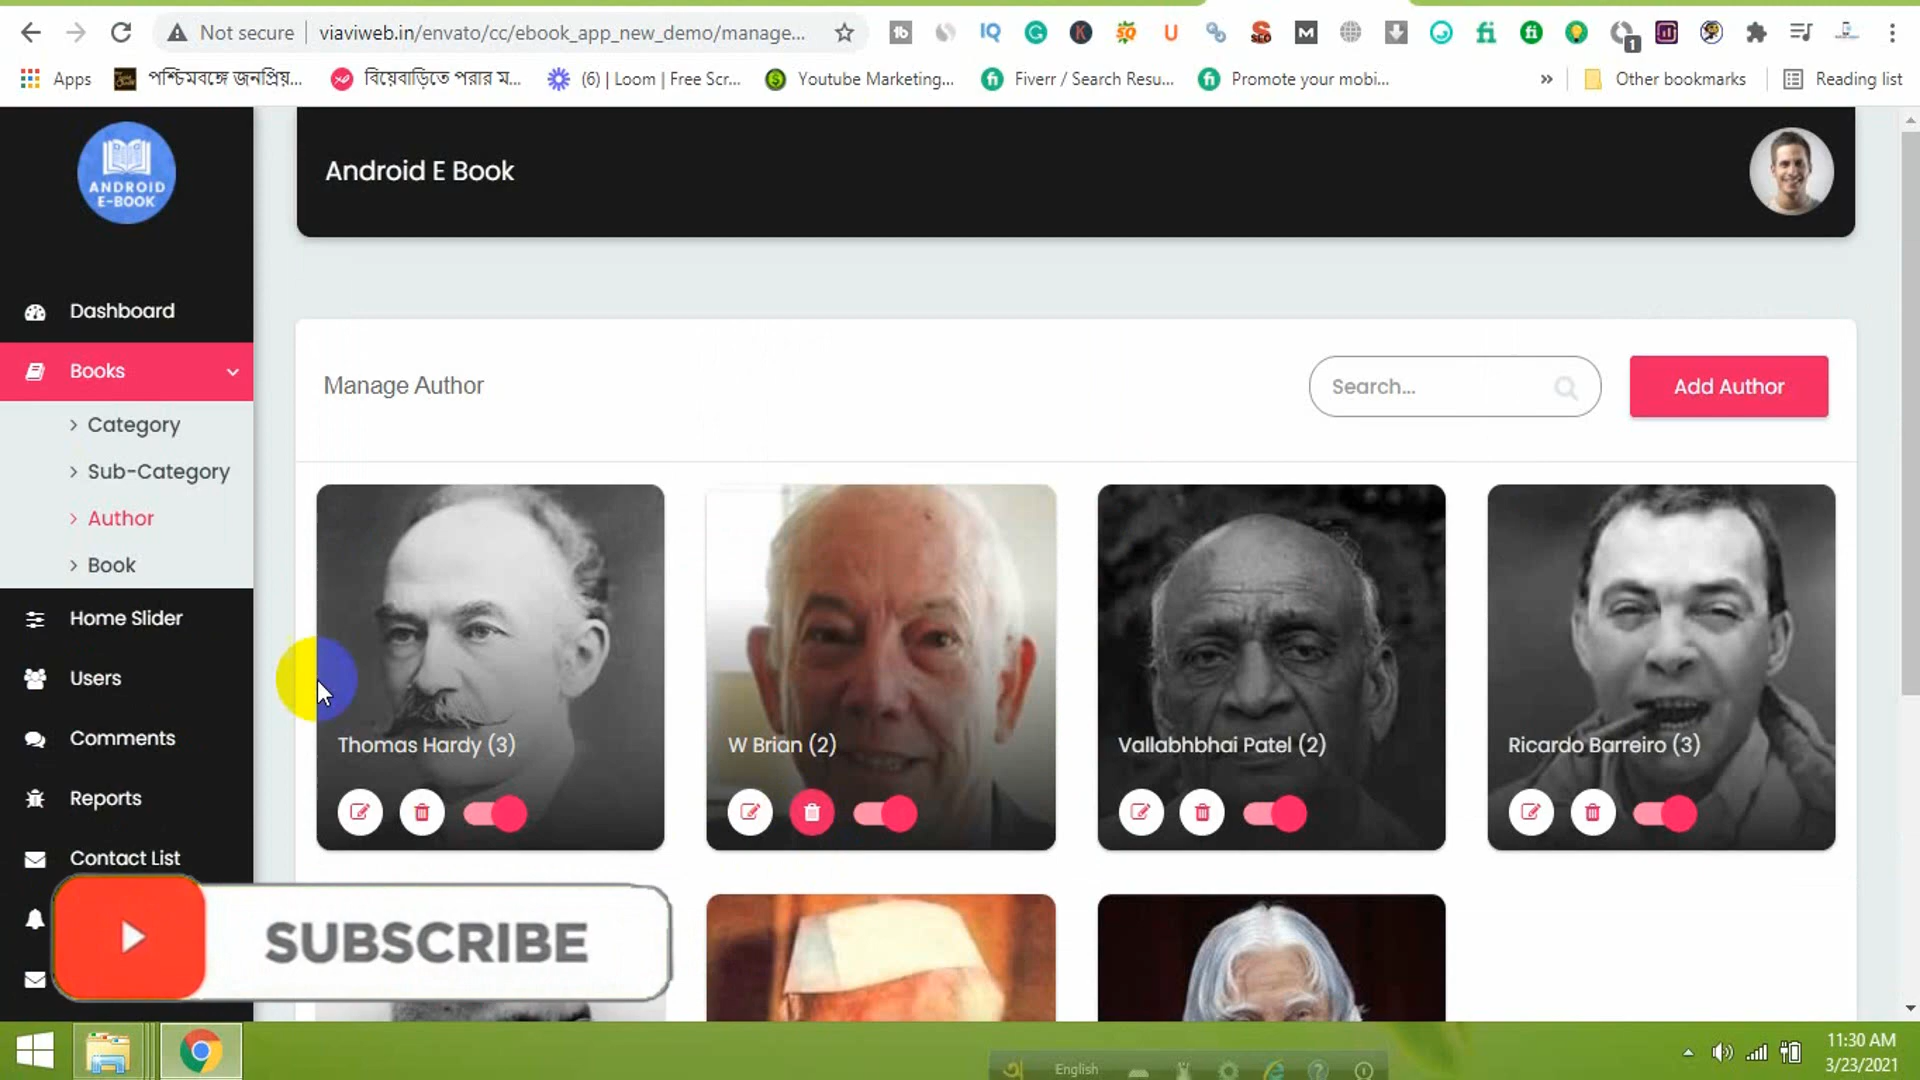 Not secure
viaviweb.in/envato/cc/ebook_app_new_demo/manage...
Apps
পশ্চিমবঙ্গে জনপ্রিয়...
বিয়েবাড়িতে পরার ম...
(6) | Loom | Free Scr...
Youtube Marketing...
Fiverr / Search Resu...
Promote your mobi...
»
Other bookmarks
Reading list
ANDROID
E-BOOK
Android E Book
Dashboard
Books
Category
Sub-Category
Author
Book
Home Slider
Users
Comments
Reports
Contact List
Manage Author
Search...
Add Author
Thomas Hardy (3)
W Brian (2)
Vallabhbhai Patel (2)
Ricardo Barreiro (3)
SUBSCRIBE
English
11:30 AM
3/23/2021